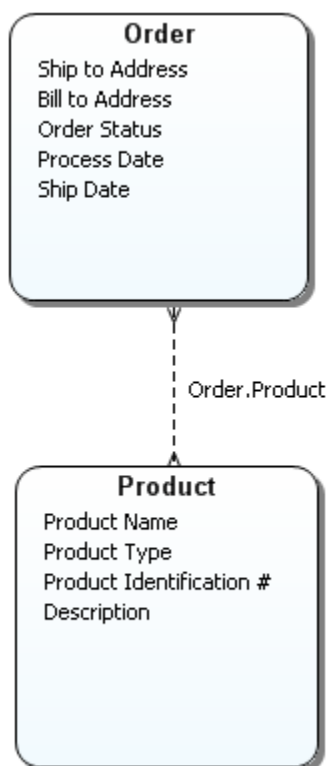 Order
Ship to Address
Bill to Address
Order Status
Process Date
Ship Date
Order.Product
Product
Product Name
Product Type
Product Identification #
Description